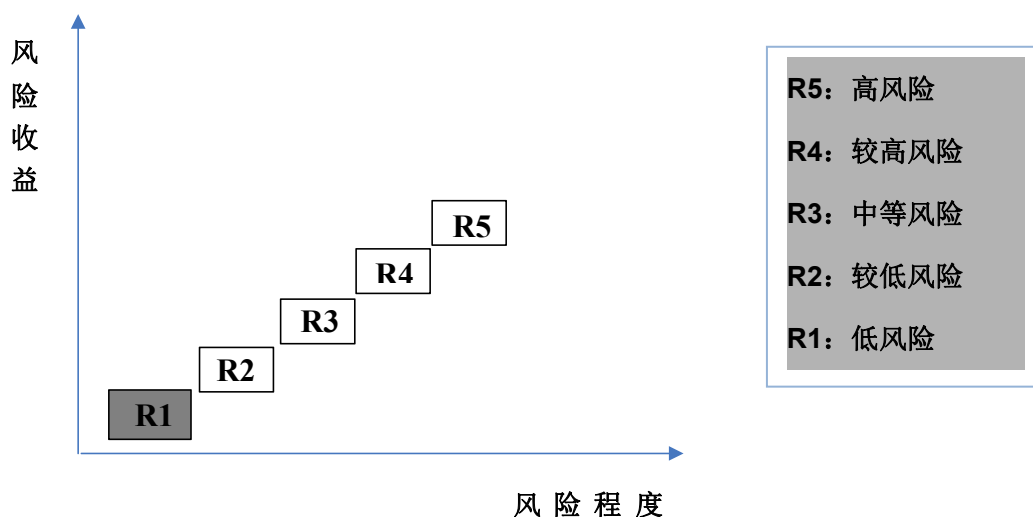 风险收益
R5
R4
R3
R2
R1
风险程度
R5：高风险
R4：较高风险
R3：中等风险
R2：较低风险
R1：低风险